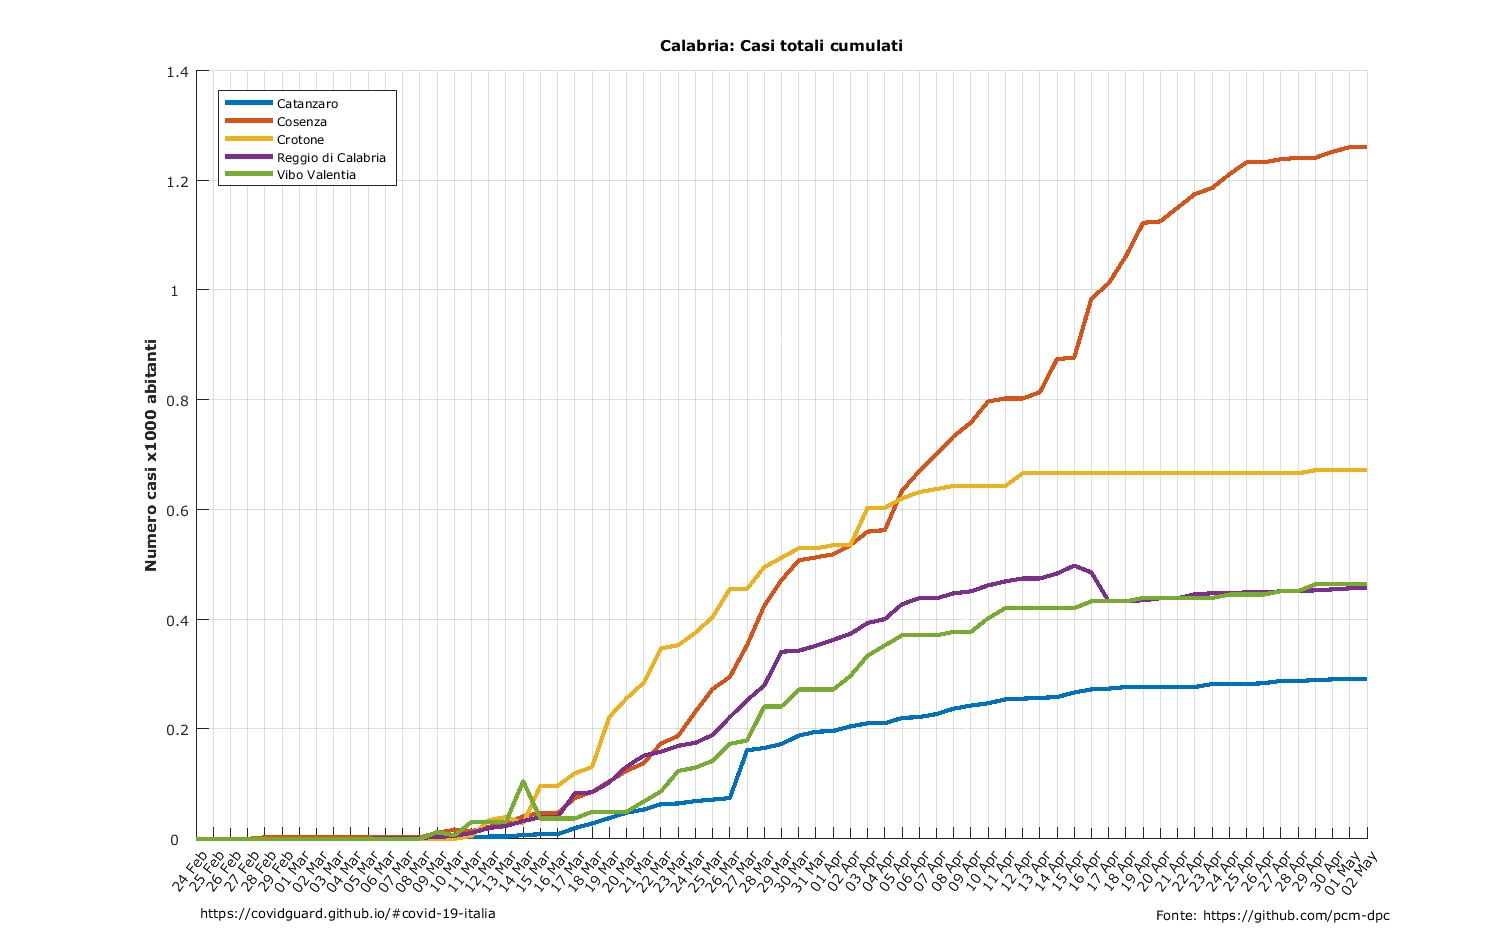 Calabria: Casi totali cumulati
1.4
1.2
1
0.8
0.6
0.4
0.2
0
Numero casi x1000 abitanti
Catanzaro
Cosenza
Crotone
Reggio di Calabria
Vibo Valentia
24 Feb
25 Feb
26 Feb
27 Feb
28 Feb
29 Feb
01 Mar
02 Mar
03 Mar
04 Mar
05 Mar
06 Mar
07 Mar
08 Mar
09 Mar
10 Mar
11 Mar
12 Mar
13 Mar
14 Mar
15 Mar
16 Mar
17 Mar
18 Mar
19 Mar
20 Mar
21 Mar
22 Mar
23 Mar
24 Mar
25 Mar
26 Mar
27 Mar
28 Mar
29 Mar
30 Mar
31 Mar
01 Apr
02 Apr
03 Apr
04 Apr
05 Apr
06 Apr
07 Apr
08 Apr
09 Apr
10 Apr
11 Apr
12 Apr
13 Apr
14 Apr
15 Apr
16 Apr
17 Apr
18 Apr
19 Apr
20 Apr
21 Apr
22 Apr
23 Apr
24 Apr
25 Apr
26 Apr
27 Apr
28 Apr
29 Apr
30 Apr
01 May
02 May
https://covidguard.github.io/#covid-19-italia
Fonte: https://github.com/pcm-dpc